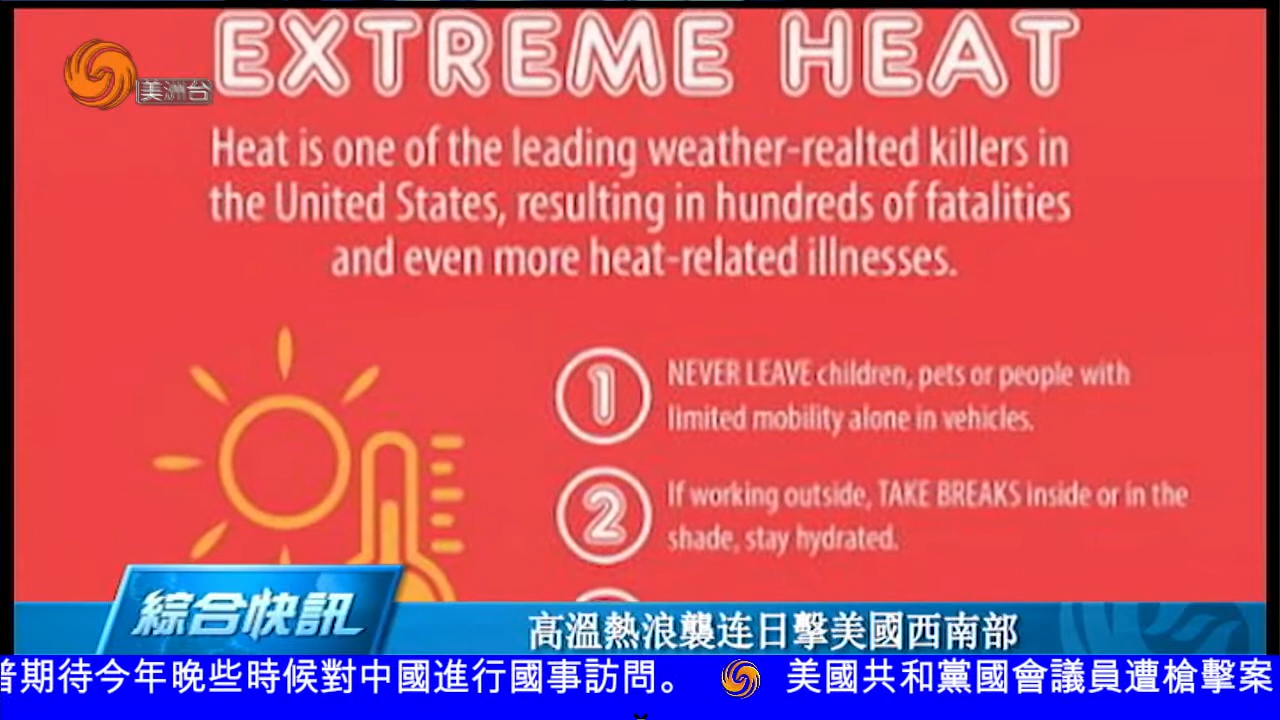 EXTREME HEAT
美洲台
Heat is one of the leading weather-realted killers in
the United States, resulting in hundreds of fatalities
and even more heat-related illnesses.
1
NEVER LEAVE children, pets or people with
limited mobility alone in vehicles.
2
If working outside, TAKE BREAKS inside or in the
shade, stay hydrated.
綜合快訊
高溫熱浪襲连日擊美國西南部
普期待今年晚些時候對中國進行國事訪問。 美國共和黨國會議員遭槍擊案